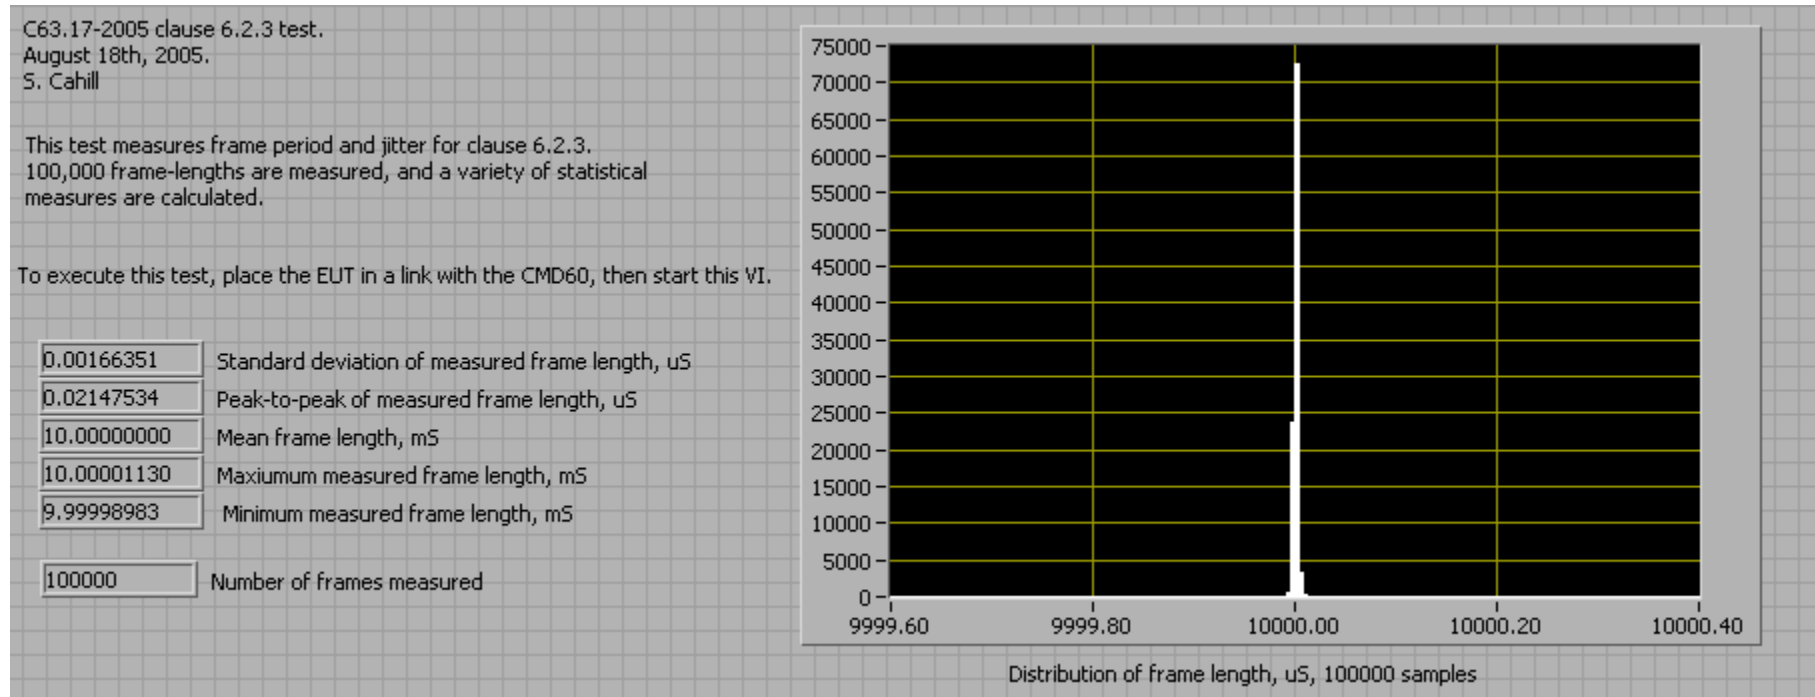 C63.17-2005 clause 6.2.3 test.
August 18th, 2005.
S. Cahill
This test measures frame period and jitter for clause 6.2.3.
100,000 frame-lengths are measured, and a variety of statistical
measures are calculated.
To execute this test, place the EUT in a link with the CMD60, then start this VI.
0.00166351 Standard deviation of measured frame length, uS
0.02147534 Peak-to-peak of measured frame length, uS
10.00000000 Mean frame length, mS
10.00001130 Maxiumum measured frame length, mS
9.99998983 Minimum measured frame length, mS
100000 Number of frames measured
75000
70000
65000
60000
55000
50000
45000
40000
35000
30000
25000
20000
15000
10000
5000
0
9999.60 9999.80 10000.00 10000.20 10000.40
Distribution of frame length, uS, 100000 samples